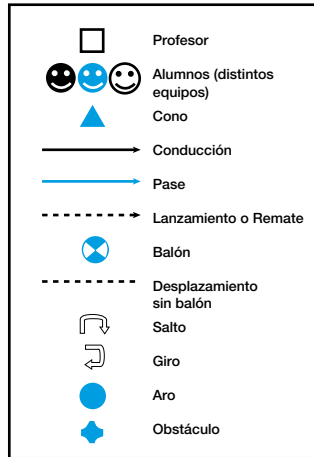 Profesor
Alumnos (distintos
equipos)
Cono
Conducción
Pase
Lanzamiento o Remate
Balón
Desplazamiento
sin balón
Salto
Giro
Aro
Obstáculo